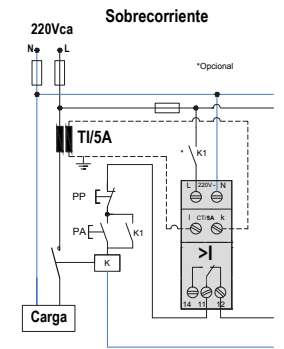 Sobrecorriente
220Vca
N L
*Opcional
TI/5A
* K1
L 220V~ N
l CT/5A k
PP
>I
PA K1
K
14 11 12
Carga